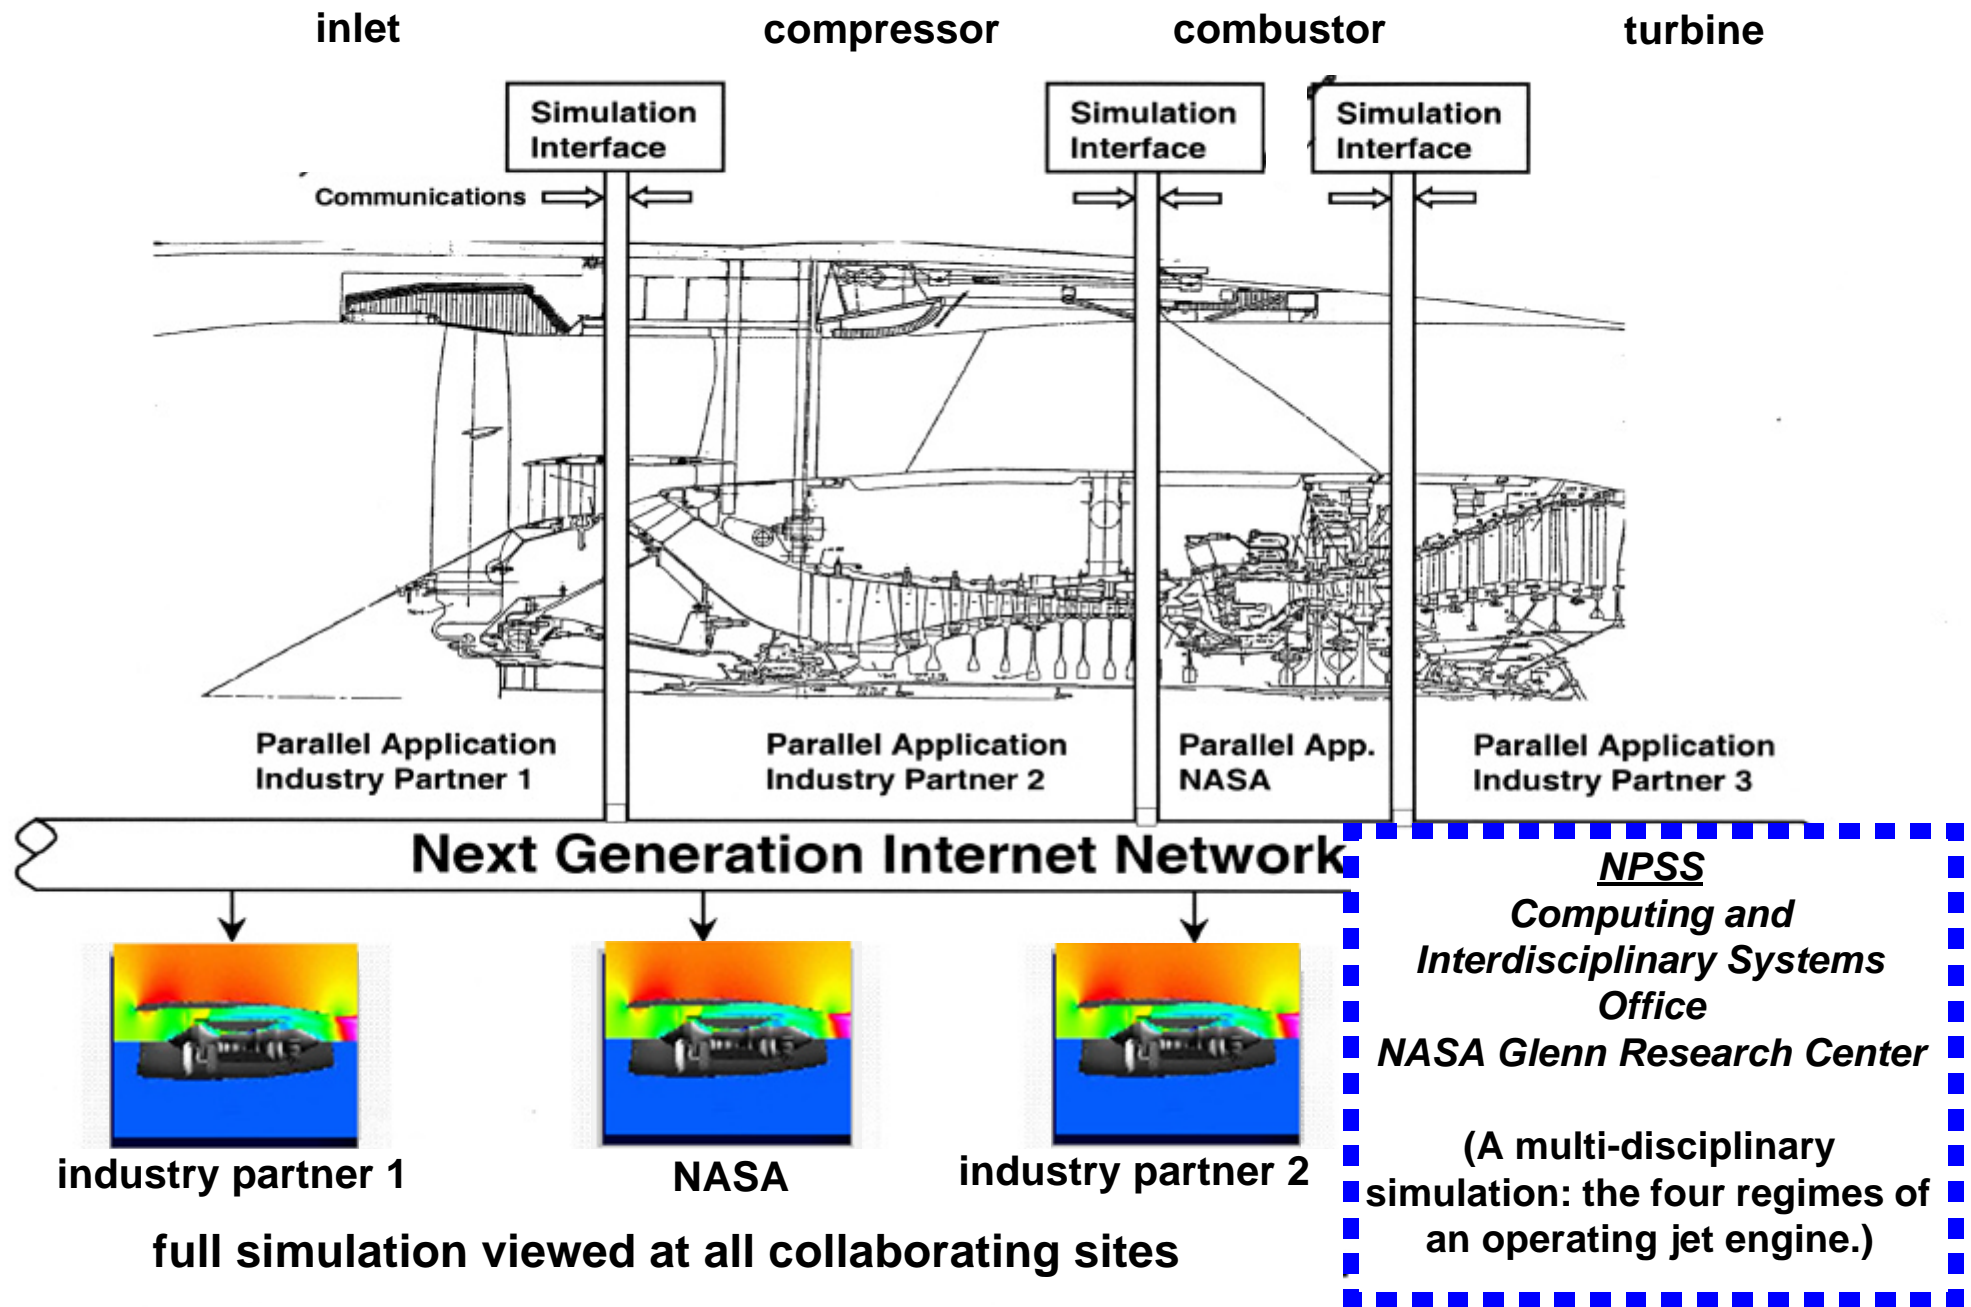 inlet
compressor
combustor
turbine
Simulation
Interface
Simulation
Interface
Simulation
Interface
Communications
Parallel Application
Industry Partner 1
Parallel Application
Industry Partner 2
Parallel App.
NASA
Parallel Application
Industry Partner 3
Next Generation Internet Network
NPSS
Computing and
Interdisciplinary Systems
Office
NASA Glenn Research Center
(A multi-disciplinary
simulation: the four regimes of
an operating jet engine.)
industry partner 1
NASA
industry partner 2
full simulation viewed at all collaborating sites